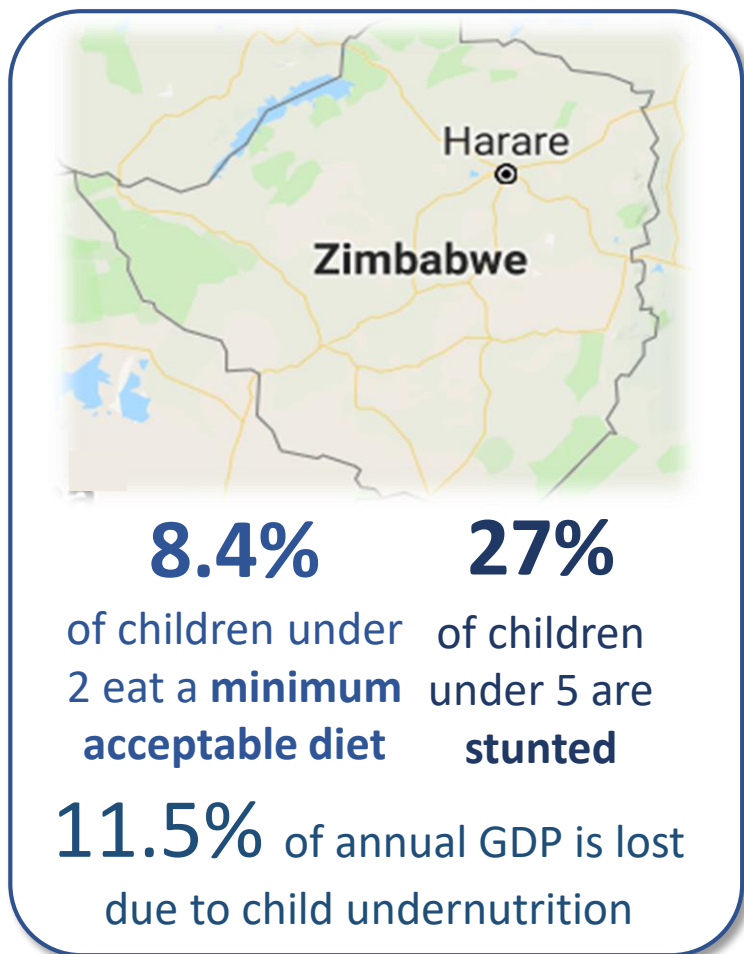 Harare
Zimbabwe
8.4%
of children under
2 eat a minimum
acceptable diet
27%
of children
under 5 are
stunted
11.5% of annual GDP is lost
due to child undernutrition